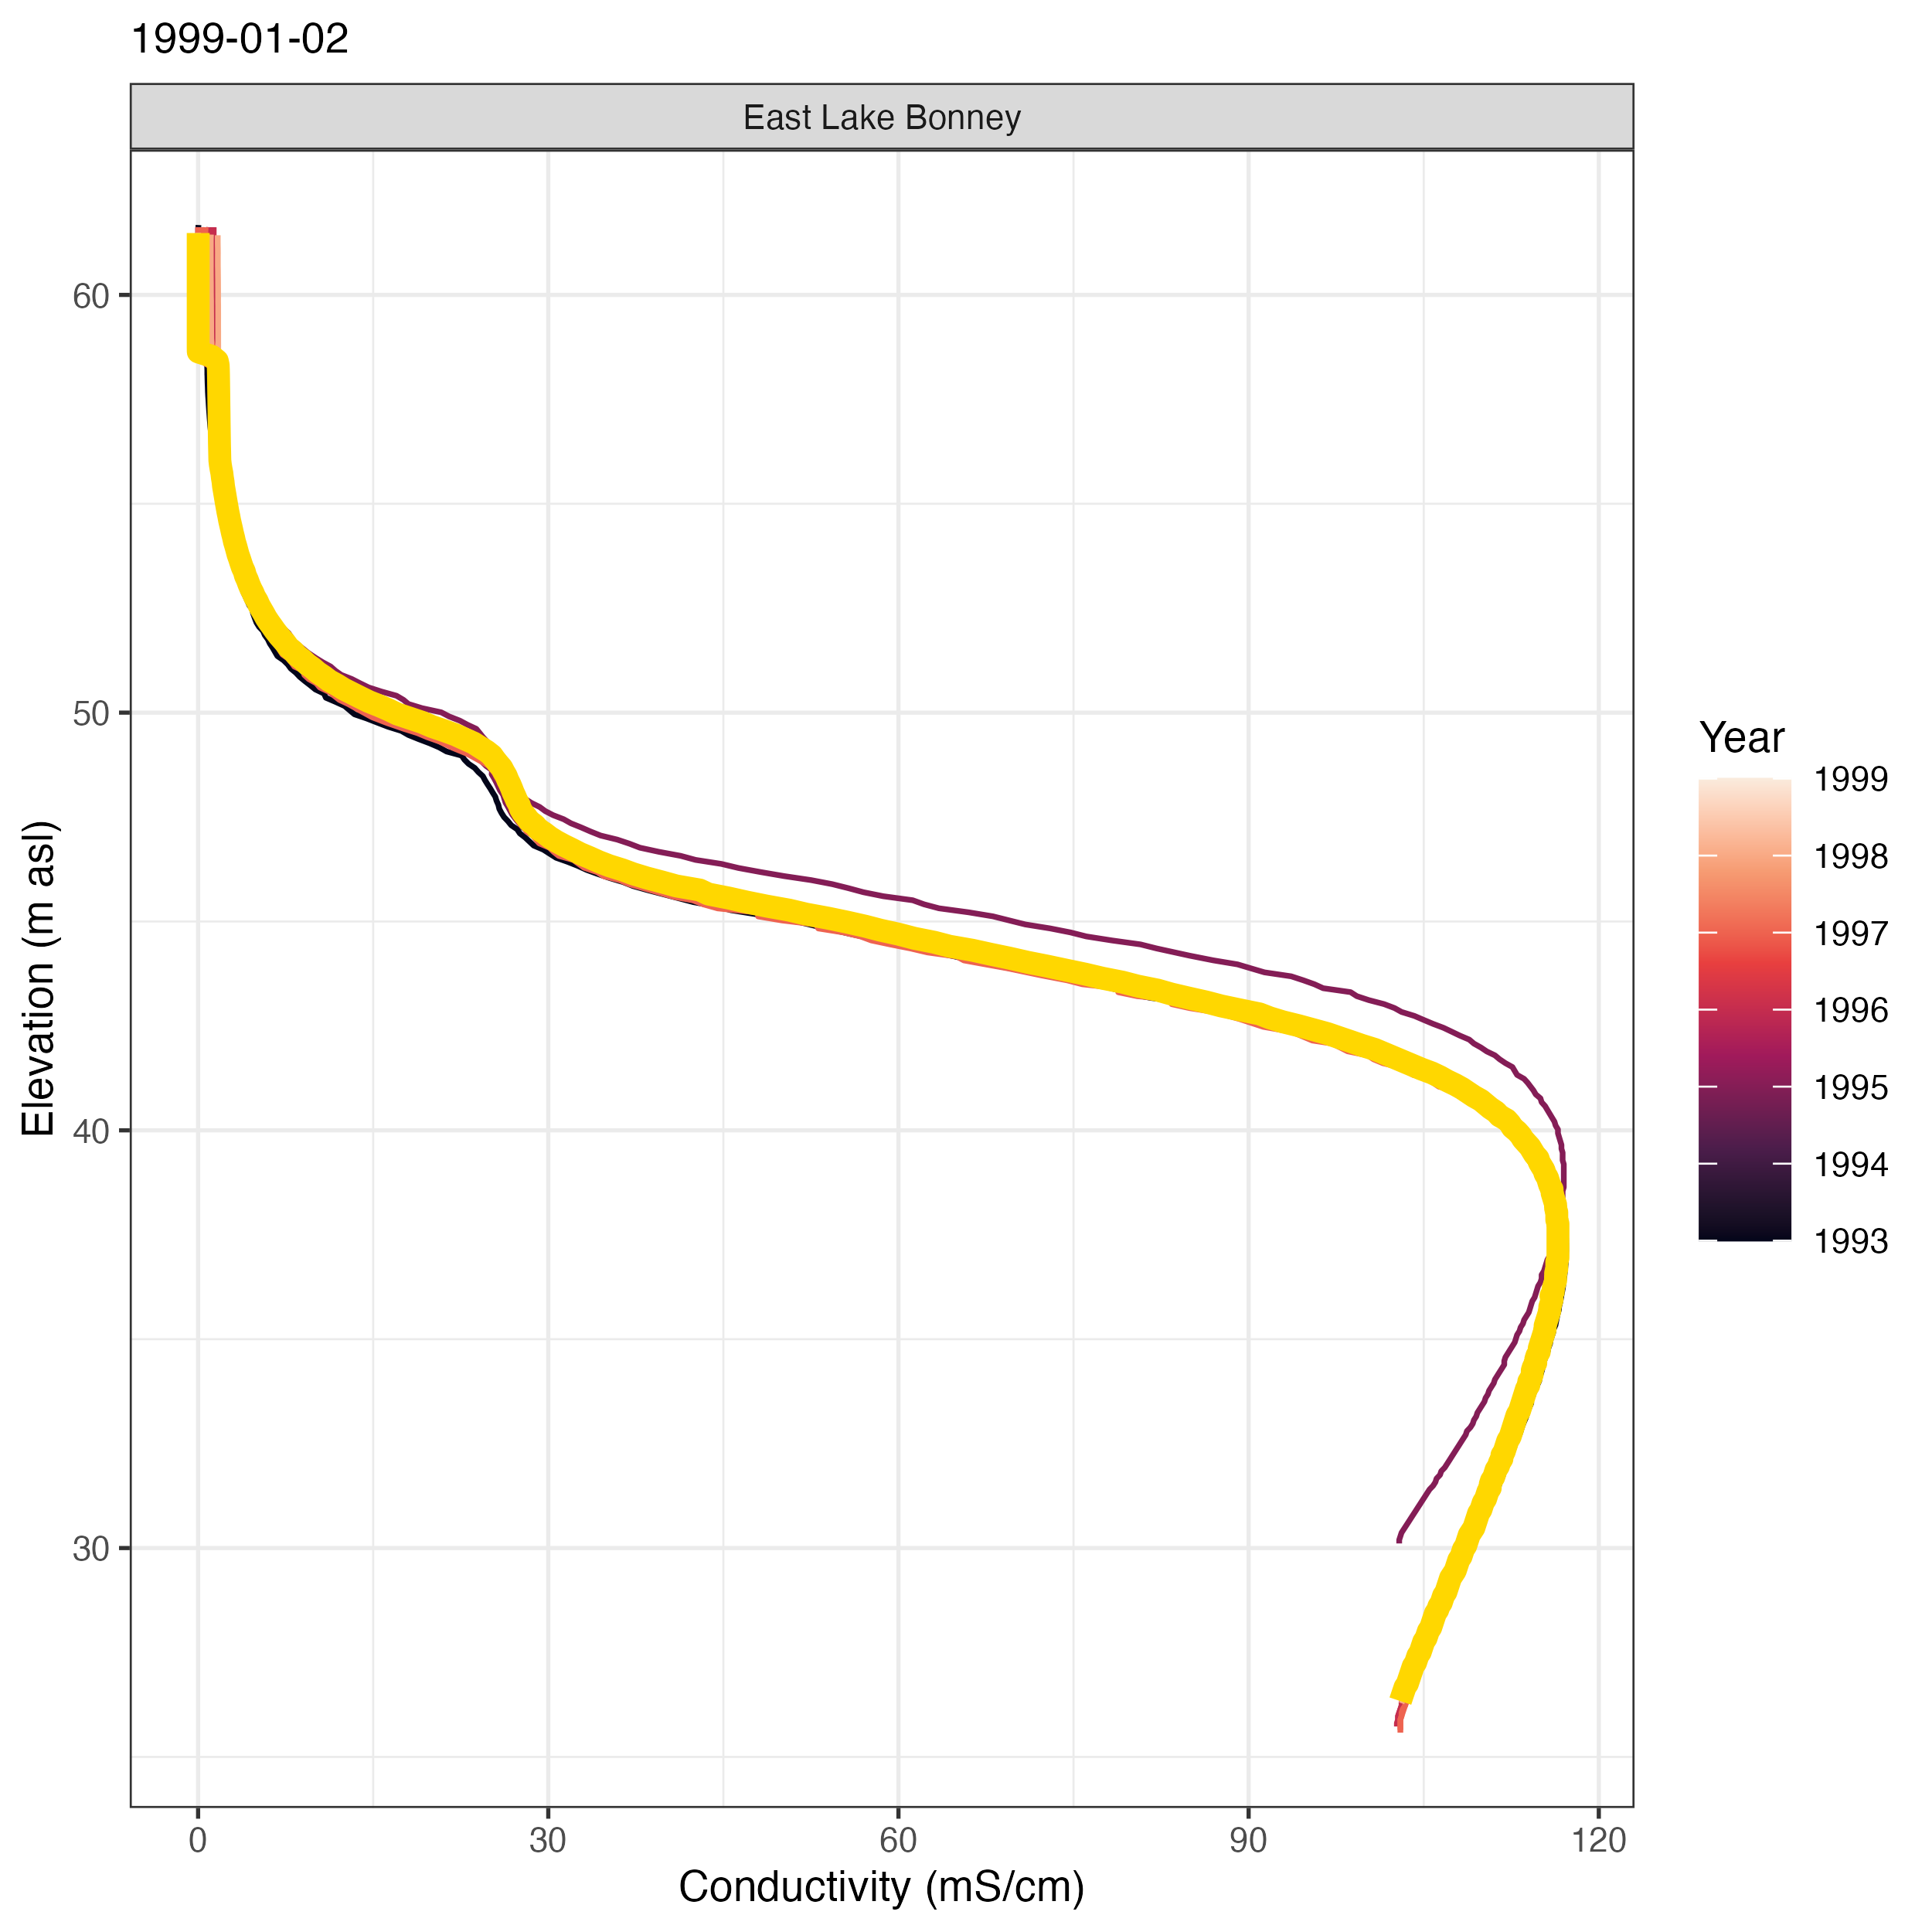 1999-01-02
East Lake Bonney
60
50
40
30
Elevation (m asl)
0 30 60 90 120
Conductivity (mS/cm)
Year
1999
1998
1997
1996
1995
1994
1993